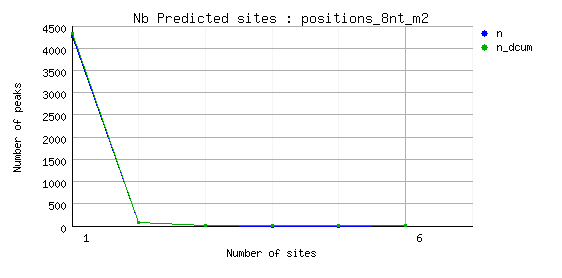 Nb Predicted sites : positions_8nt_m2
n
n_dcum
4500
4000
3500
3000
2500
2000
1500
1000
500
0
Number of peaks
1
6
Number of sites